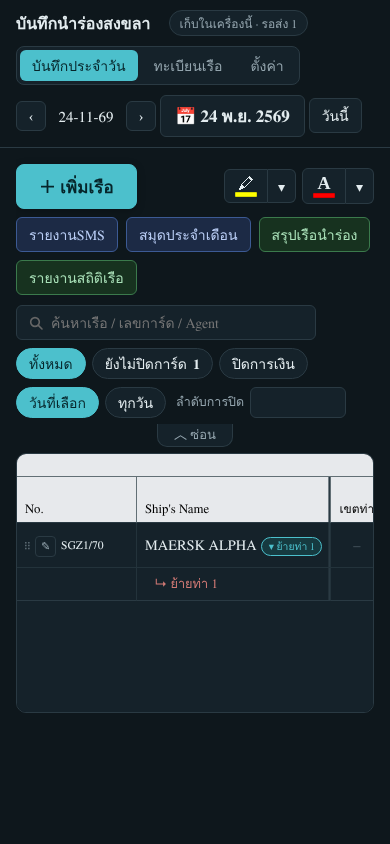 บันทึกนำร่องสงขลา
เก็บในเครื่องนี้ · รอส่ง 1
บันทึกประจำวัน ทะเบียนเรือ ตั้งค่า
‹ 24-11-69 › 📅 24 พ.ย. 2569 วันนี้
+ เพิ่มเรือ 🖍 ▼ A ▼
รายงานSMS สมุดประจำเดือน สรุปเรือนำร่อง
รายงานสถิติเรือ
ค้นหาเรือ / เลขการ์ด / Agent
ทั้งหมด ยังไม่ปิดการ์ด 1 ปิดการเงิน
วันที่เลือก ทุกวัน ลำดับการปิด
︿ ซ่อน
No. Ship's Name เขตท่า
⠿ ✎ SGZ1/70 MAERSK ALPHA ▾ ย้ายท่า 1 –
↳ ย้ายท่า 1